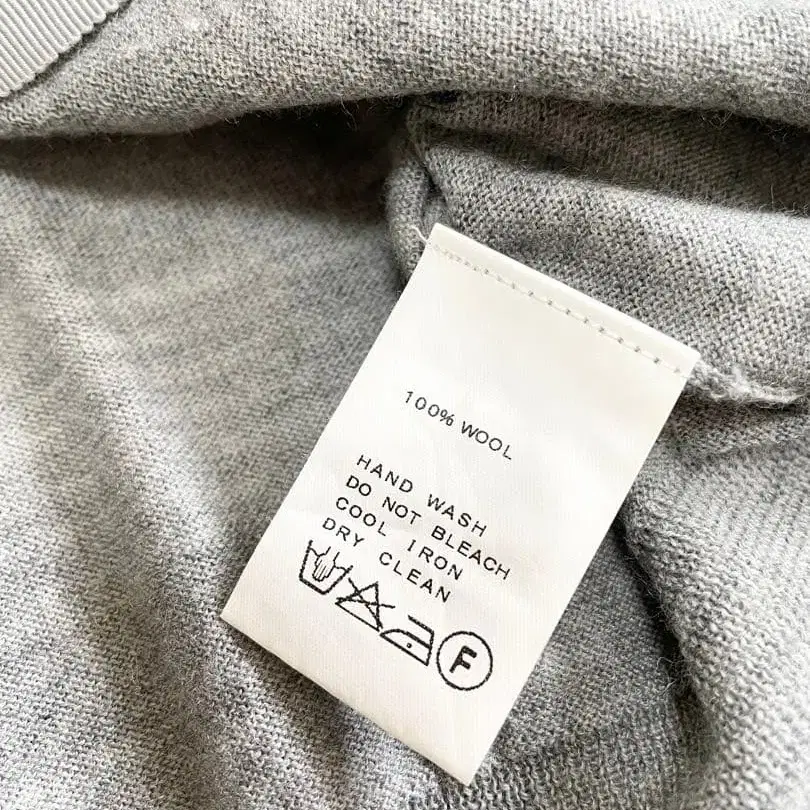 100% WOOL
HAND WASH
DO NOT BLEACH
COOL IRON
DRY CLEAN
F